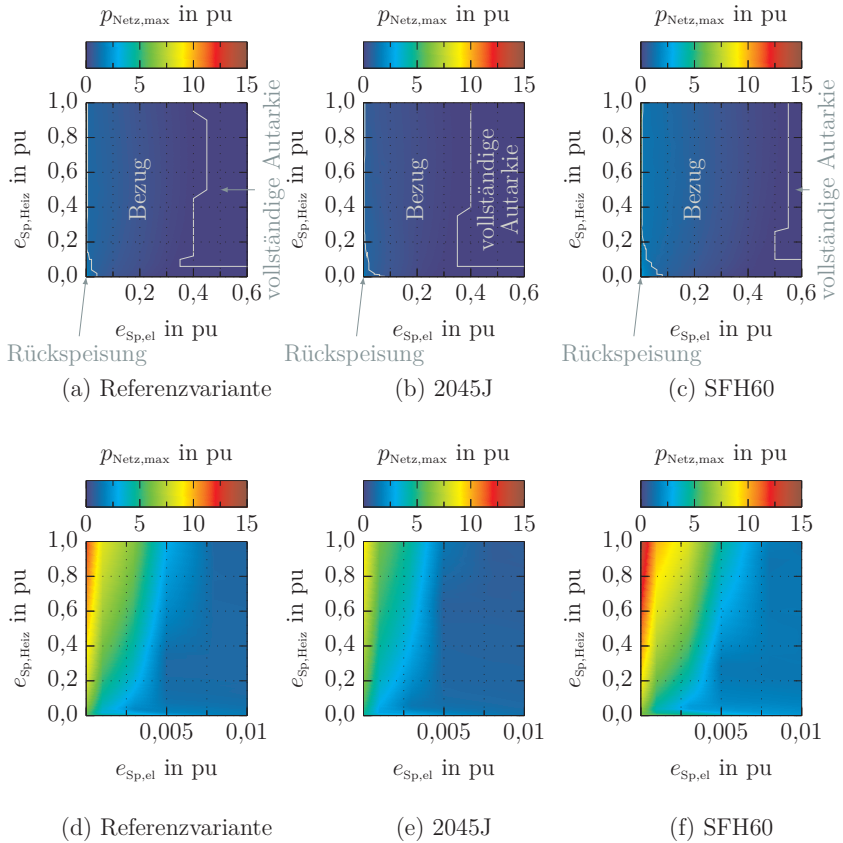 p_Netz,max in pu
0 5 10 15
1,0
0,8
0,6
0,4
0,2
0,0
e_Sp,Heiz in pu
0,2 0,4 0,6
e_Sp,el in pu
Bezug
vollständige Autarkie
Rückspeisung
(a) Referenzvariante
p_Netz,max in pu
0 5 10 15
1,0
0,8
0,6
0,4
0,2
0,0
e_Sp,Heiz in pu
0,2 0,4 0,6
e_Sp,el in pu
Bezug
vollständige
Autarkie
Rückspeisung
(b) 2045J
p_Netz,max in pu
0 5 10 15
1,0
0,8
0,6
0,4
0,2
0,0
e_Sp,Heiz in pu
0,2 0,4 0,6
e_Sp,el in pu
Bezug
vollständige Autarkie
Rückspeisung
(c) SFH60
p_Netz,max in pu
0 5 10 15
1,0
0,8
0,6
0,4
0,2
0,0
e_Sp,Heiz in pu
0,005 0,01
e_Sp,el in pu
(d) Referenzvariante
p_Netz,max in pu
0 5 10 15
1,0
0,8
0,6
0,4
0,2
0,0
e_Sp,Heiz in pu
0,005 0,01
e_Sp,el in pu
(e) 2045J
p_Netz,max in pu
0 5 10 15
1,0
0,8
0,6
0,4
0,2
0,0
e_Sp,Heiz in pu
0,005 0,01
e_Sp,el in pu
(f) SFH60